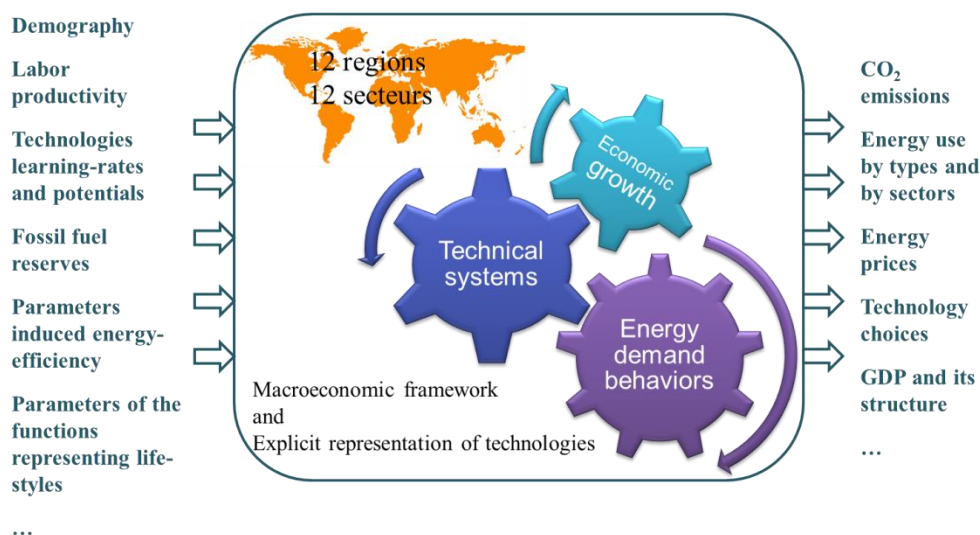 Demography
Labor
productivity
Technologies
learning-rates
and potentials
Fossil fuel
reserves
Parameters
induced energy-
efficiency
Parameters of the
functions
representing life-
styles
…
12 regions
12 secteurs
Economic
growth
Technical
systems
Energy
demand
behaviors
Macroeconomic framework
and
Explicit representation of technologies
CO₂
emissions
Energy use
by types and
by sectors
Energy
prices
Technology
choices
GDP and its
structure
…